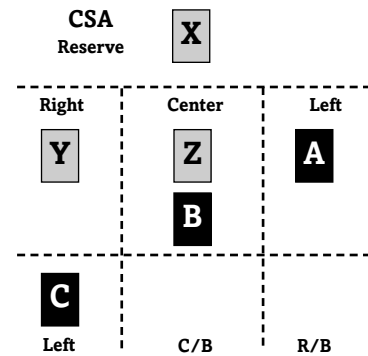 CSA
Reserve
X
Right Center Left
Y Z A
B
C
Left C/B R/B